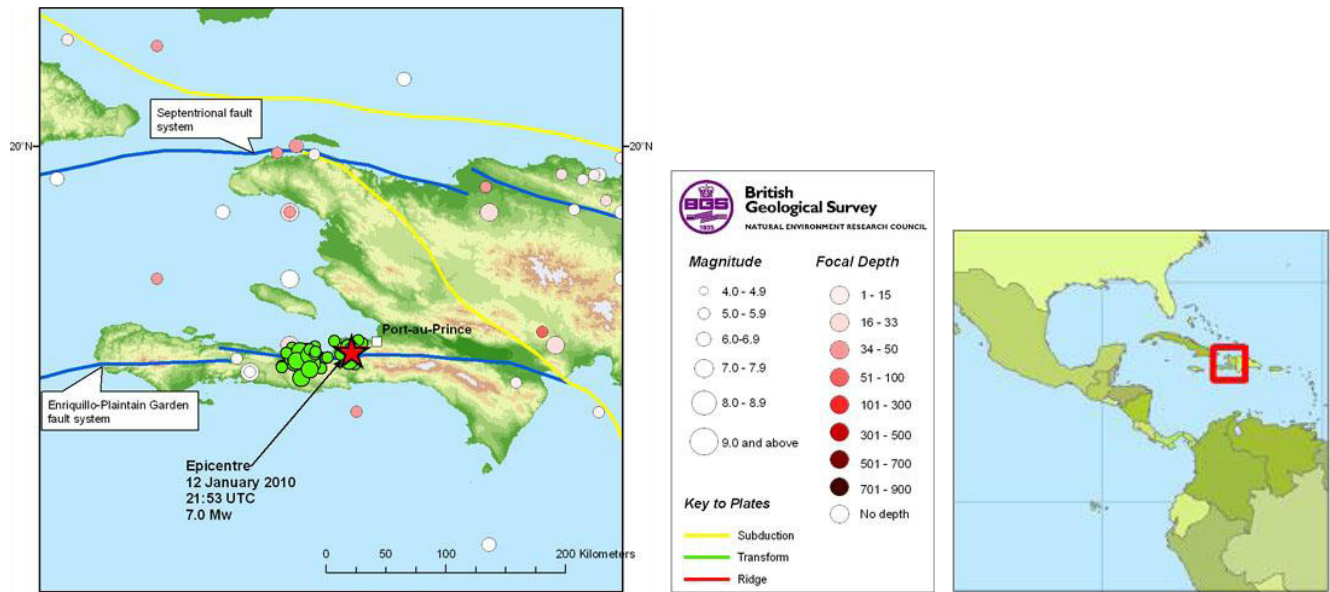 Septentrional fault
system
20°N
20°N
Port-au-Prince
Enriquillo-Plaintain Garden
fault system
Epicentre
12 January 2010
21:53 UTC
7.0 Mw
0 50 100 200 Kilometers
BGS
1835
British
Geological Survey
NATURAL ENVIRONMENT RESEARCH COUNCIL
Magnitude
4.0 - 4.9
5.0 - 5.9
6.0-6.9
7.0 - 7.9
8.0 - 8.9
9.0 and above
Focal Depth
1 - 15
16 - 33
34 - 50
51 - 100
101 - 300
301 - 500
501 - 700
701 - 900
No depth
Key to Plates
Subduction
Transform
Ridge